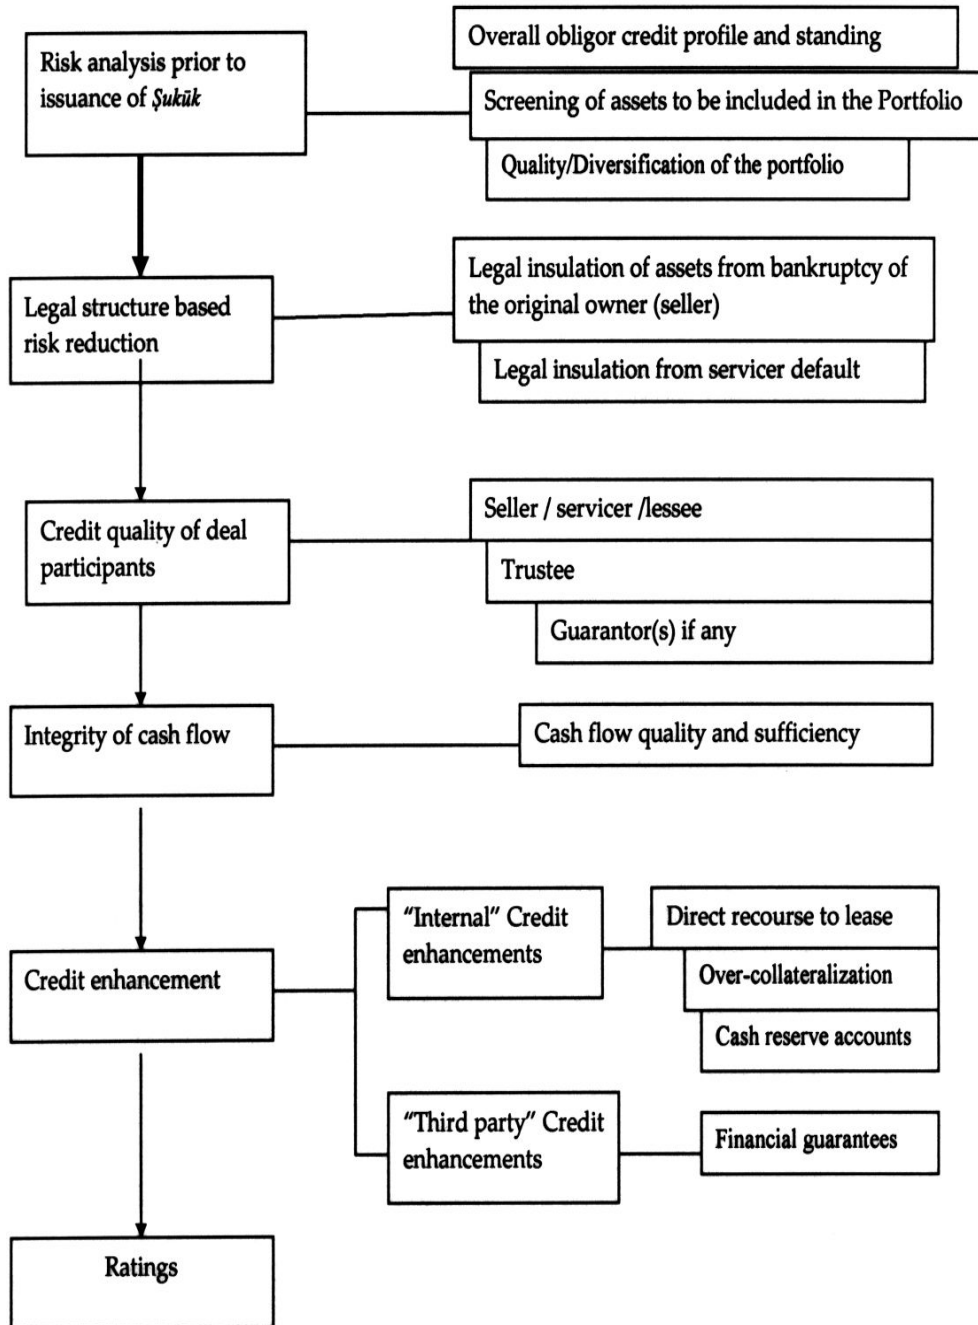 Risk analysis prior to
issuance of Ṣukūk
Overall obligor credit profile and standing
Screening of assets to be included in the Portfolio
Quality/Diversification of the portfolio
Legal structure based
risk reduction
Legal insulation of assets from bankruptcy of
the original owner (seller)
Legal insulation from servicer default
Credit quality of deal
participants
Seller / servicer /lessee
Trustee
Guarantor(s) if any
Integrity of cash flow
Cash flow quality and sufficiency
Credit enhancement
“Internal” Credit
enhancements
Direct recourse to lease
Over-collateralization
Cash reserve accounts
“Third party” Credit
enhancements
Financial guarantees
Ratings